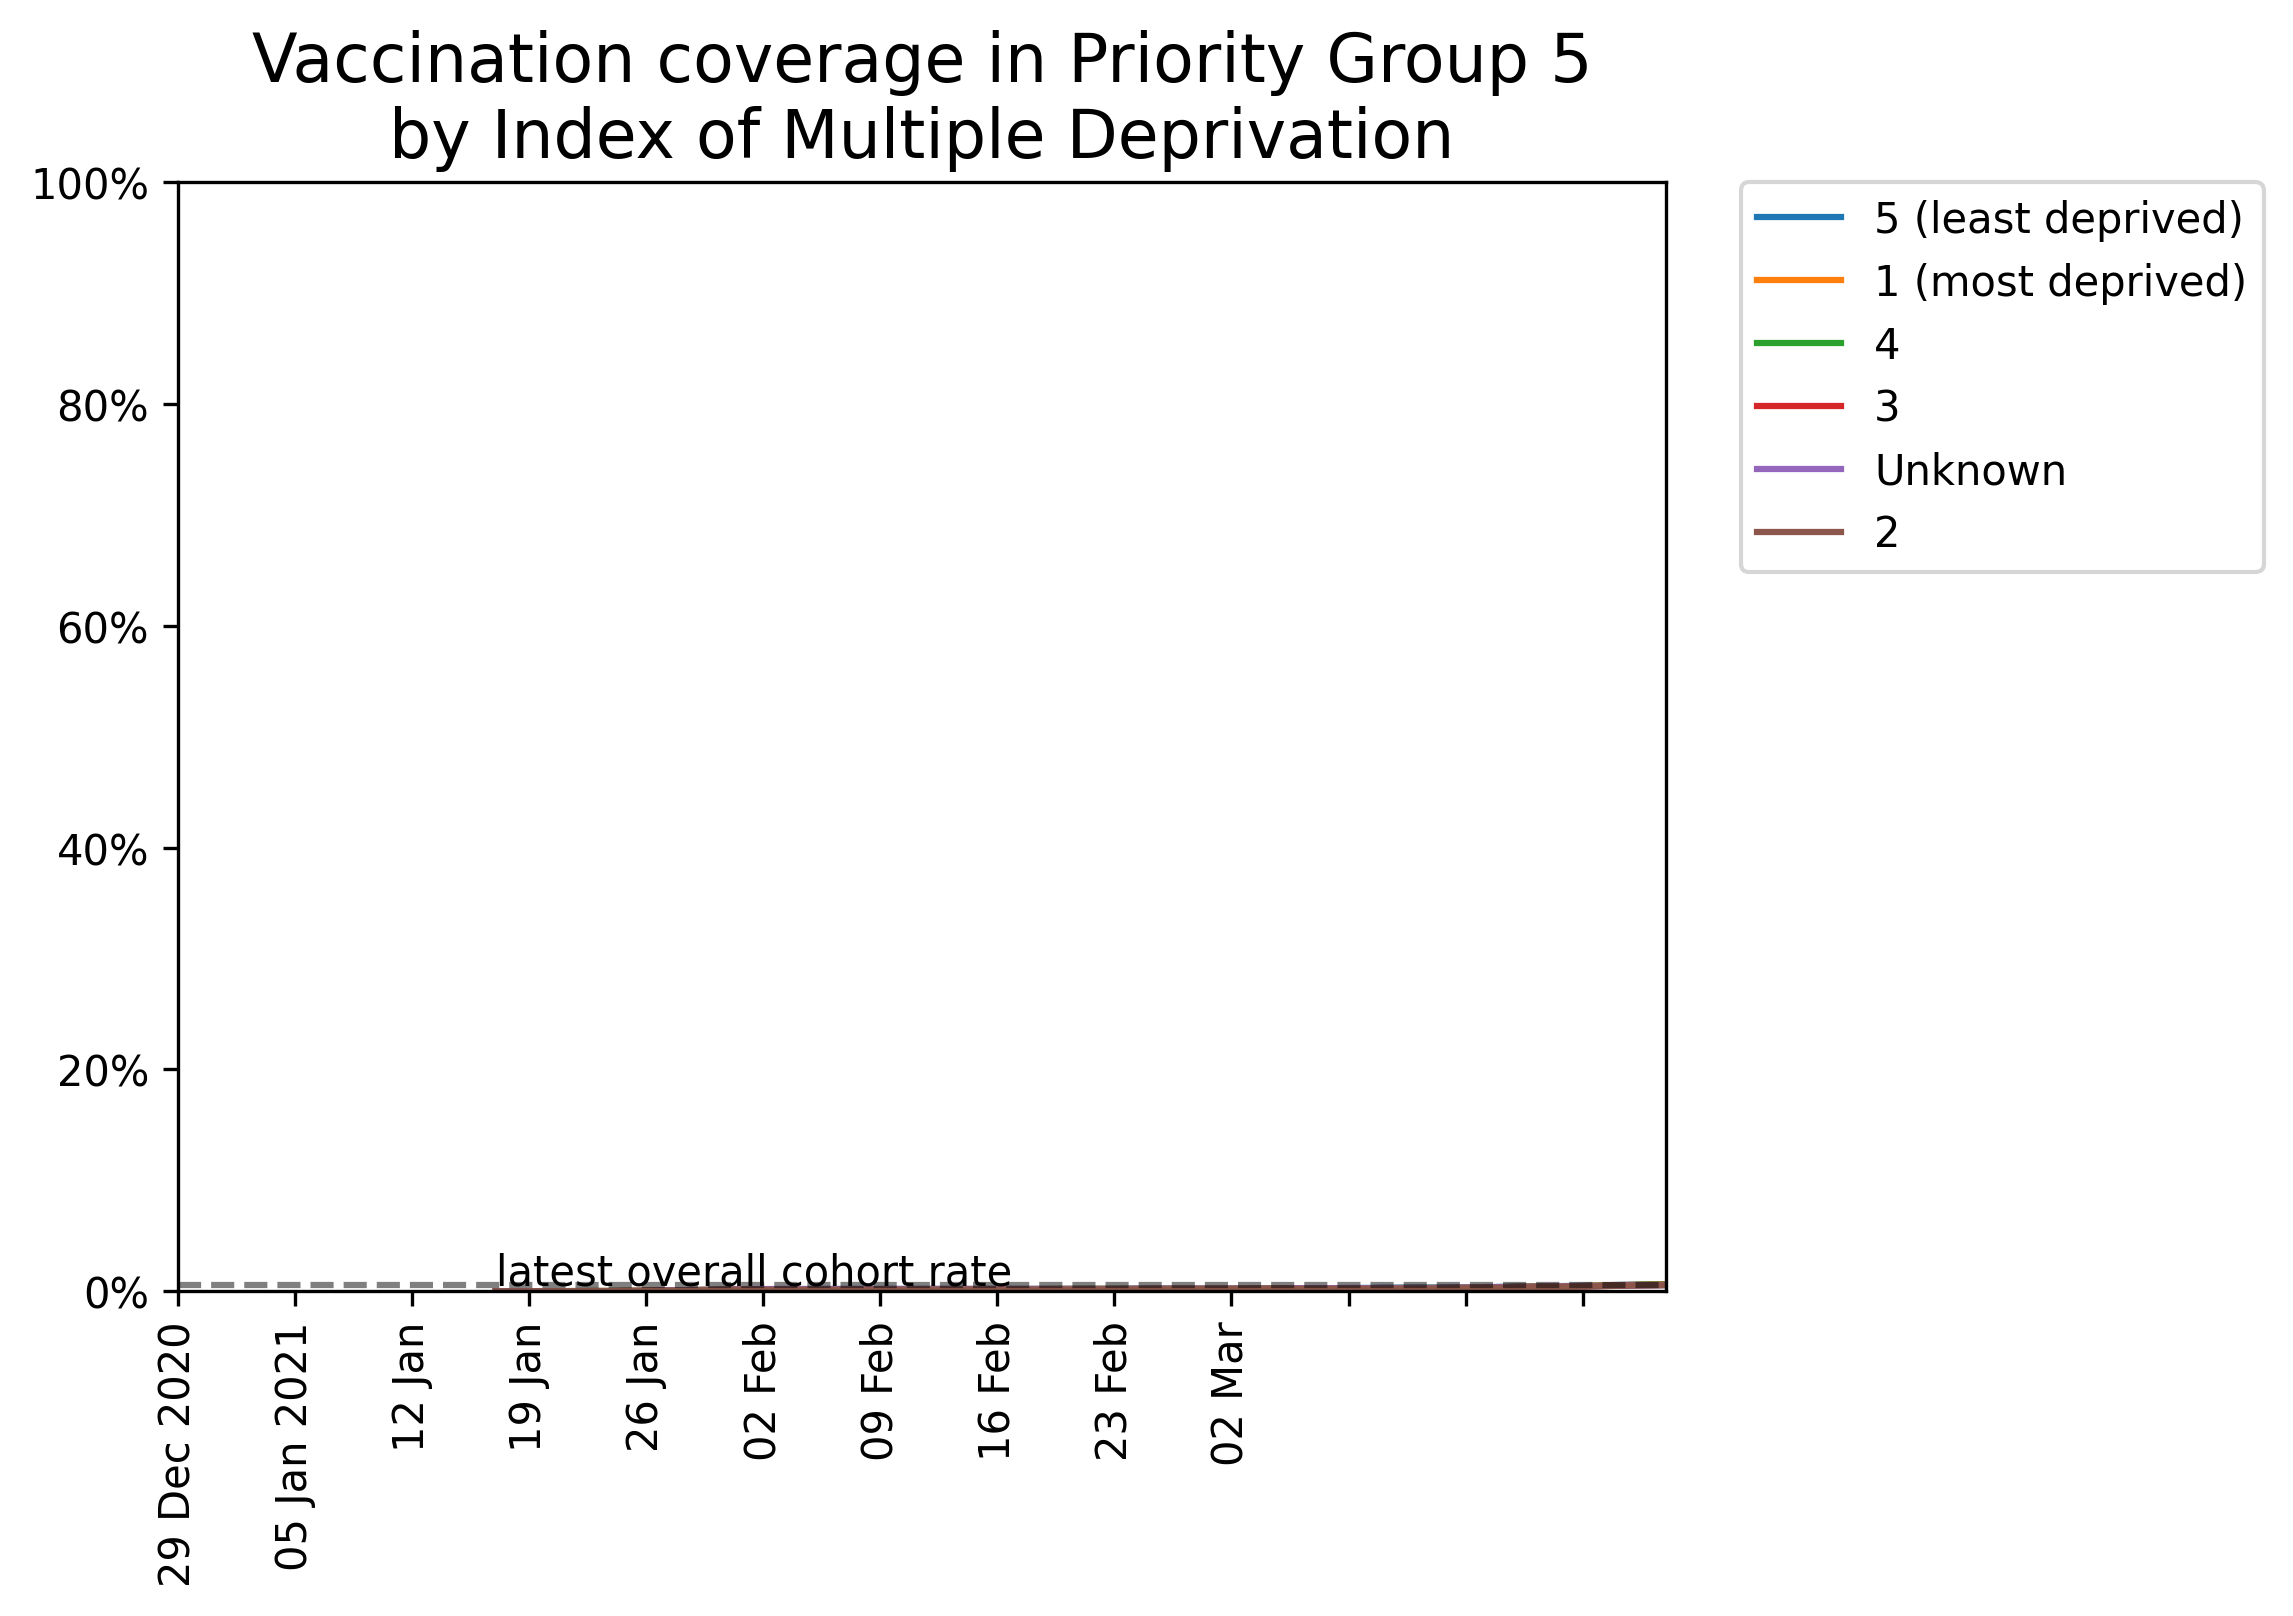 Vaccination coverage in Priority Group 5
by Index of Multiple Deprivation
100%
80%
60%
40%
20%
0%
latest overall cohort rate
29 Dec 2020
05 Jan 2021
12 Jan
19 Jan
26 Jan
02 Feb
09 Feb
16 Feb
23 Feb
02 Mar
5 (least deprived)
1 (most deprived)
4
3
Unknown
2